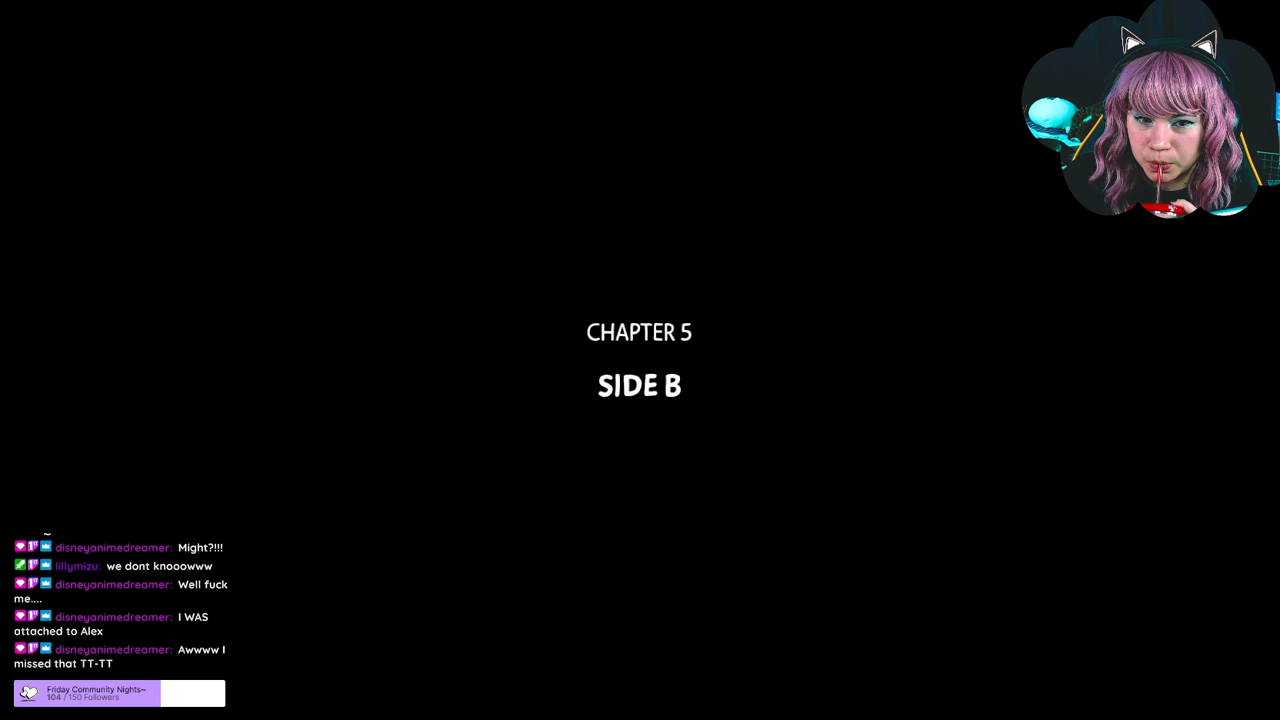 CHAPTER 5
SIDE B
disneyanimedreamer: Might?!!!
lillymizu: we dont knooowww
disneyanimedreamer: Well fuck
me....
disneyanimedreamer: I WAS
attached to Alex
disneyanimedreamer: Awwww I
missed that TT-TT
Friday Community Nights~
104 / 150 Followers